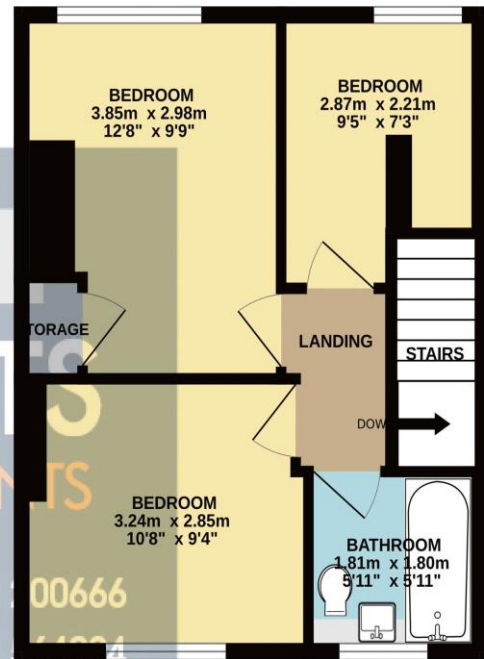 BEDROOM
3.85m x 2.98m
12'8" x 9'9"
BEDROOM
2.87m x 2.21m
9'5" x 7'3"
TORAGE
LANDING
STAIRS
DOW
BEDROOM
3.24m x 2.85m
10'8" x 9'4"
BATHROOM
1.81m x 1.80m
5'11" x 5'11"
TS
NTS
00666